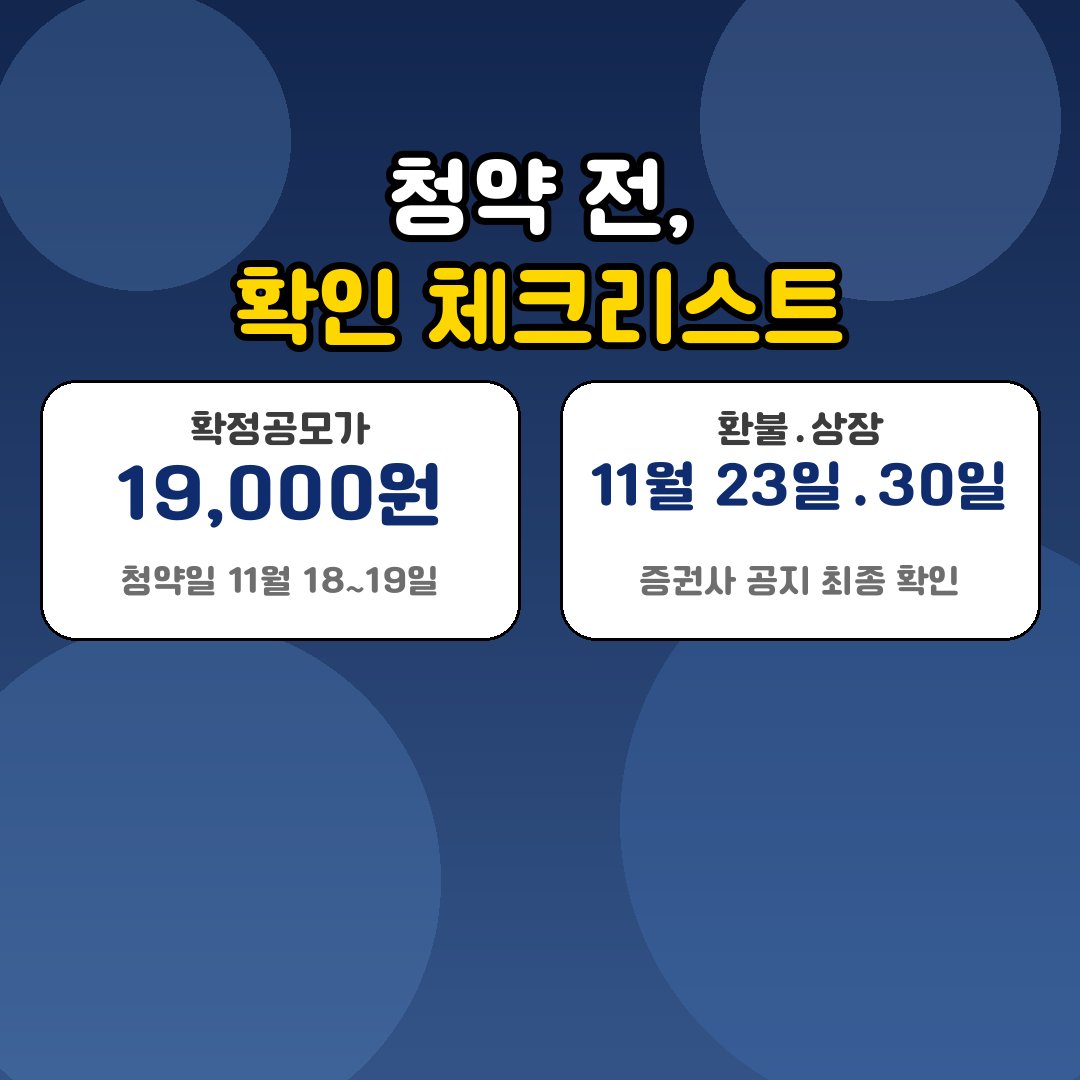 청약 전,
확인 체크리스트
확정공모가
19,000원
청약일 11월 18~19일
환불.상장
11월 23일.30일
증권사 공지 최종 확인